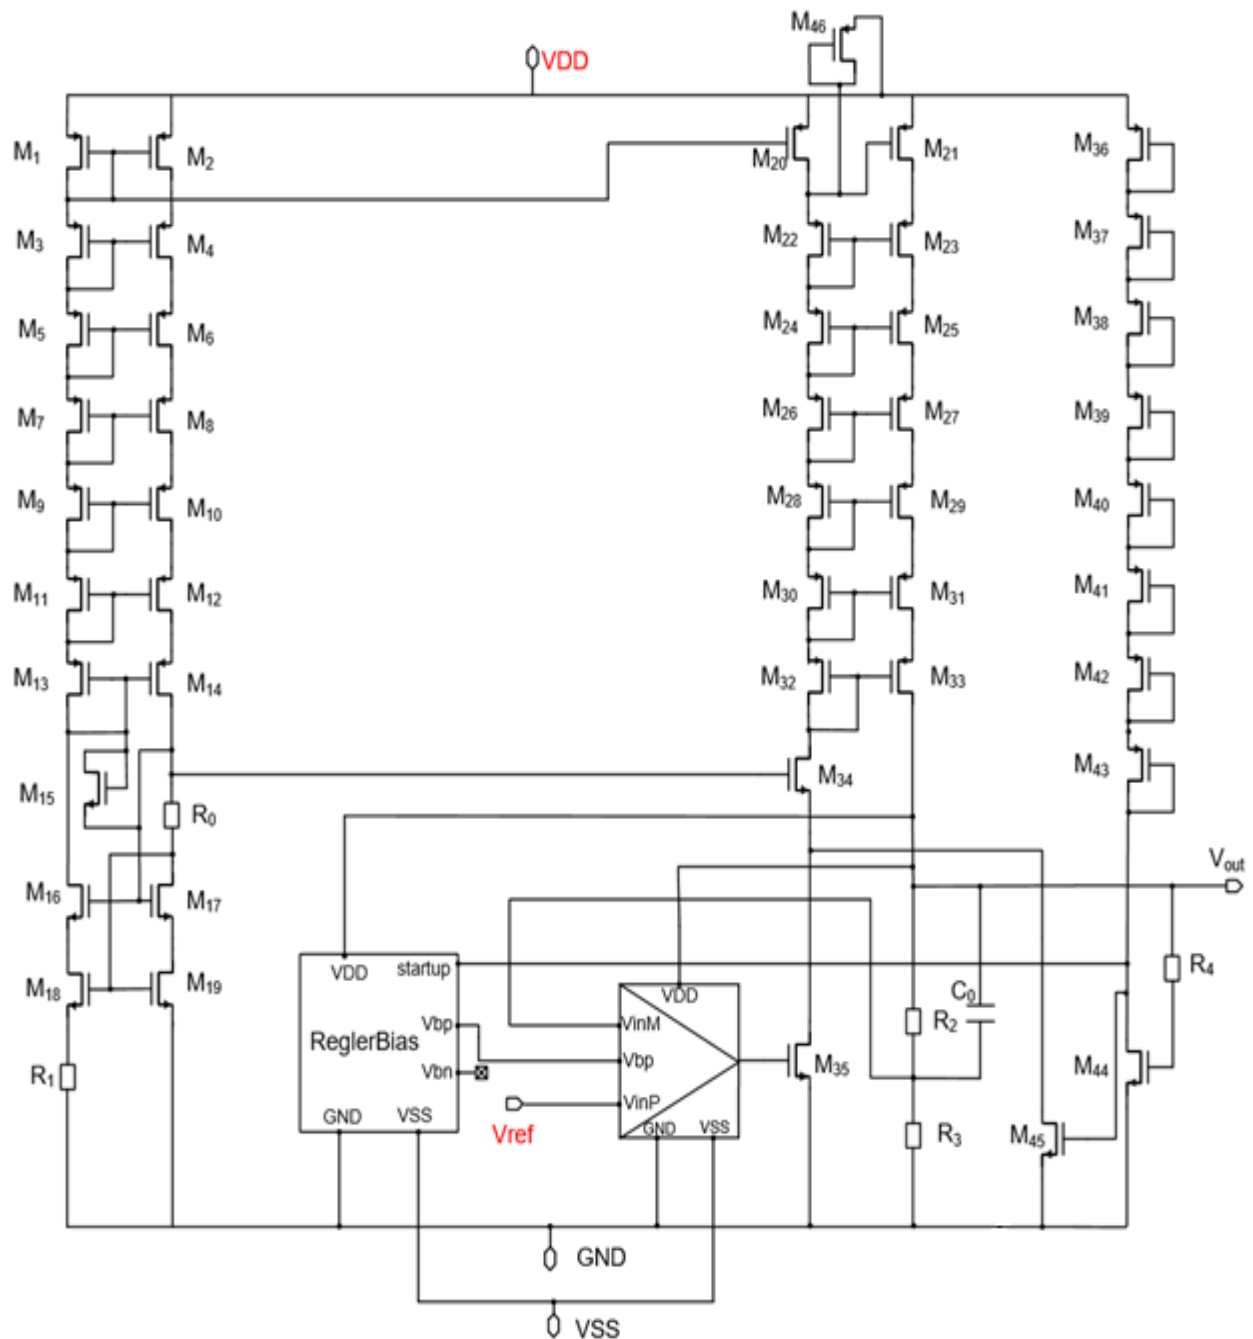 M46
VDD
M1
M2
M20
M21
M36
M3
M4
M22
M23
M37
M5
M6
M24
M25
M38
M7
M8
M26
M27
M39
M9
M10
M28
M29
M40
M11
M12
M30
M31
M41
M13
M14
M32
M33
M42
M15
R0
M34
M43
Vout
M16
M17
M18
M19
VDD
startup
VDD
C0
R4
Vbp
VinM
R2
ReglerBias
Vbn
Vbp
M35
M44
R1
GND
VSS
VinP
Vref
GND
VSS
R3
M45
GND
VSS